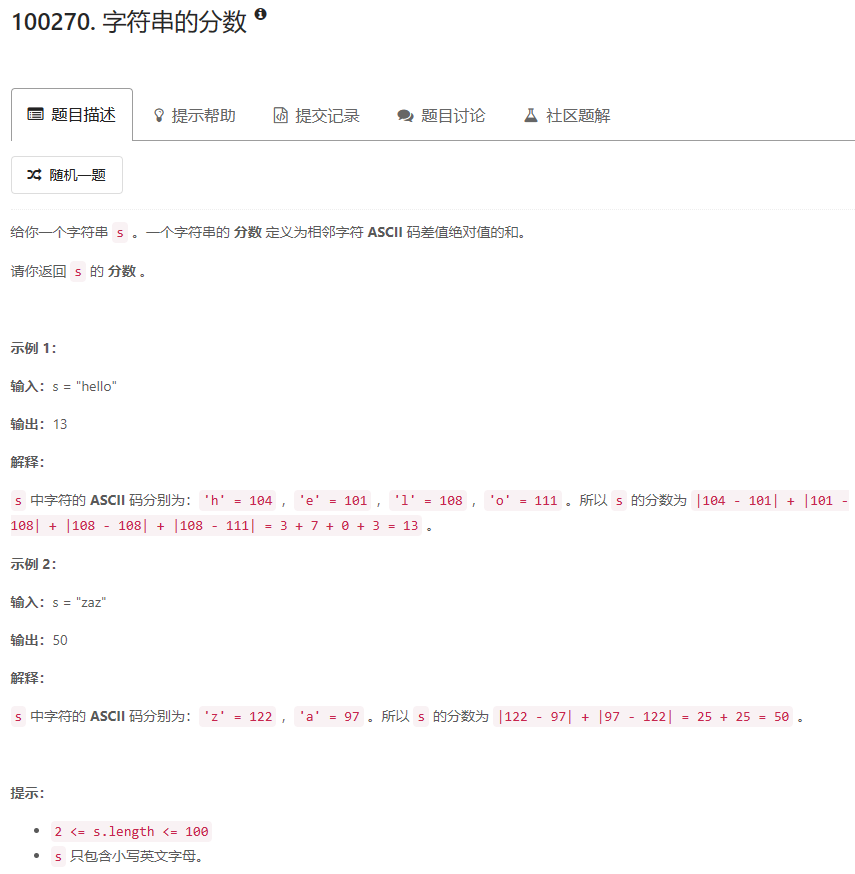 100270. 字符串的分数
题目描述 提示帮助 提交记录 题目讨论 社区题解
随机一题
给你一个字符串 s 。一个字符串的 分数 定义为相邻字符 ASCII 码差值绝对值的和。
请你返回 s 的 分数 。
示例 1：
输入：s = "hello"
输出：13
解释：
s 中字符的 ASCII 码分别为：'h' = 104 ，'e' = 101 ，'l' = 108 ，'o' = 111 。所以 s 的分数为 |104 - 101| + |101 -
108| + |108 - 108| + |108 - 111| = 3 + 7 + 0 + 3 = 13 。
示例 2：
输入：s = "zaz"
输出：50
解释：
s 中字符的 ASCII 码分别为：'z' = 122 ，'a' = 97 。所以 s 的分数为 |122 - 97| + |97 - 122| = 25 + 25 = 50 。
提示：
2 <= s.length <= 100
s 只包含小写英文字母。